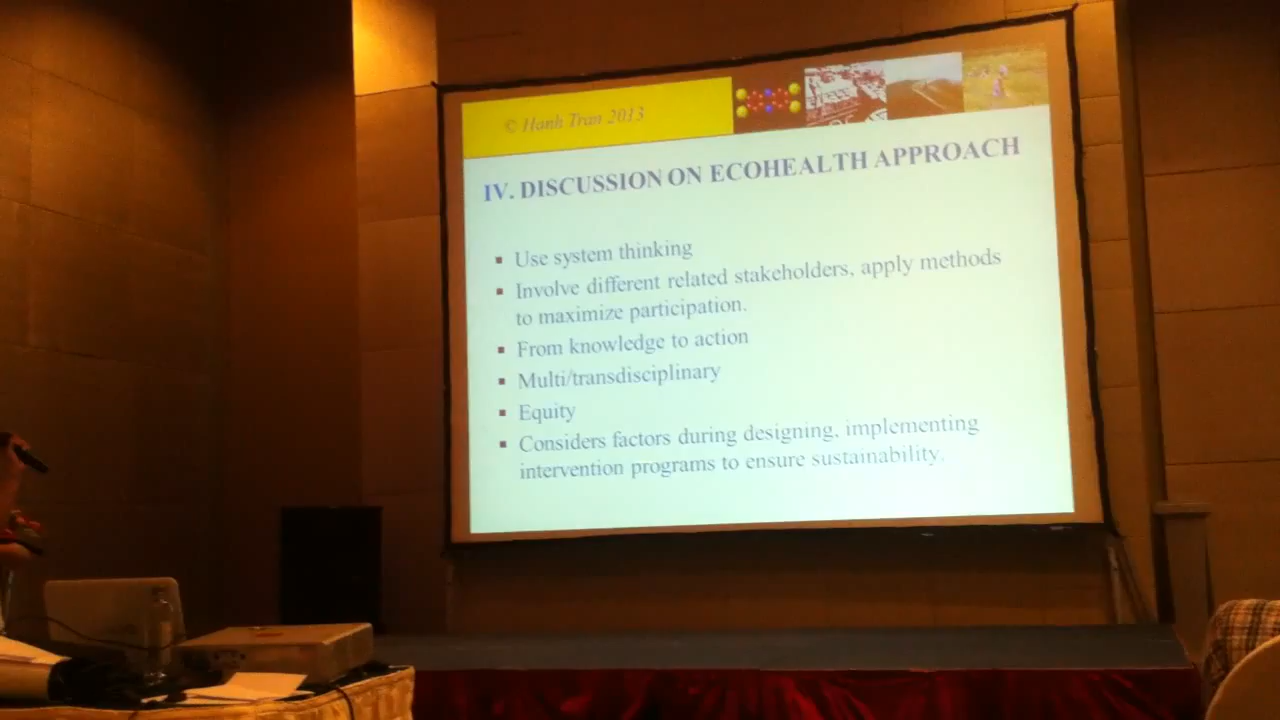 © Hanh Tran 2013
IV. DISCUSSION ON ECOHEALTH APPROACH
▪ Use system thinking
▪ Involve different related stakeholders, apply methods
to maximize participation.
▪ From knowledge to action
▪ Multi/transdisciplinary
▪ Equity
▪ Considers factors during designing, implementing
intervention programs to ensure sustainability.